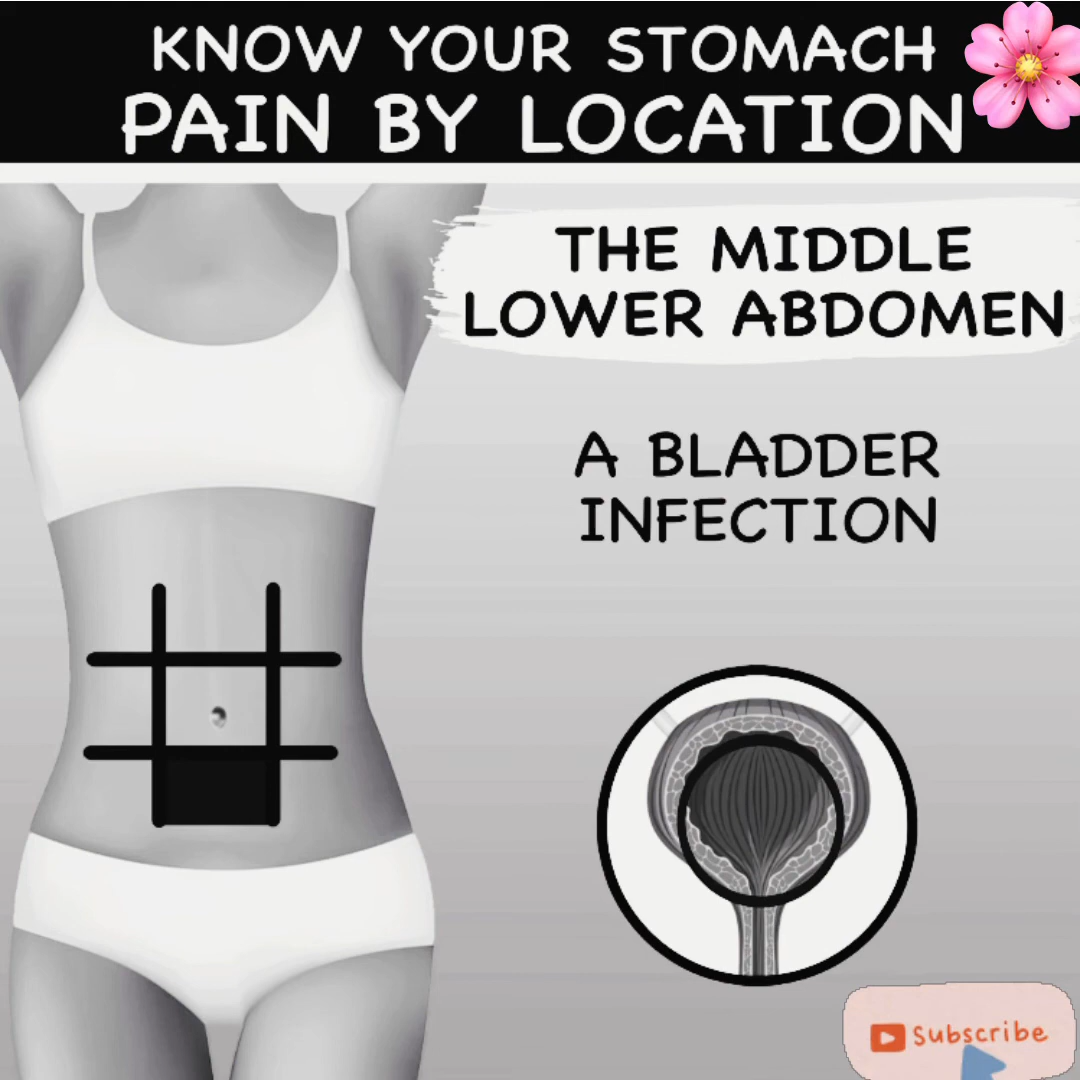 KNOW YOUR STOMACH
PAIN BY LOCATION
THE MIDDLE
LOWER ABDOMEN
A BLADDER
INFECTION
Subscribe